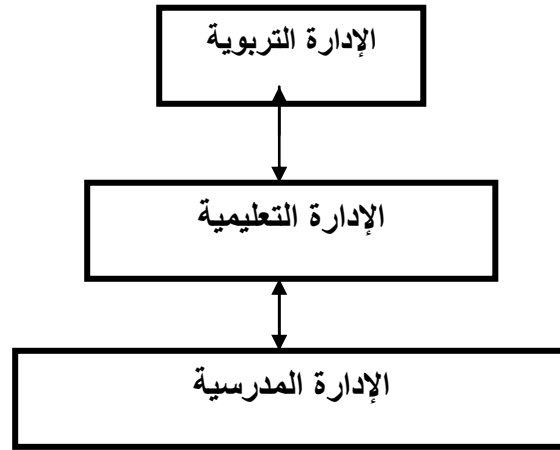 الإدارة التربوية
الإدارة التعليمية
الإدارة المدرسية